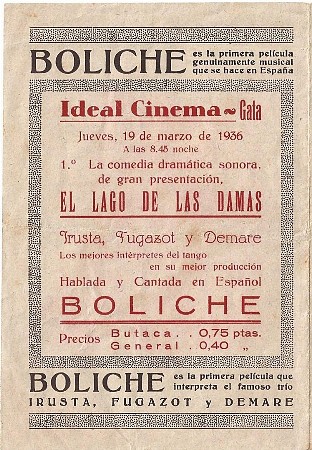 BOLICHE es la primera película
genuinamente musical
que se hace en España
Ideal Cinema ~ Gata
Jueves, 19 de marzo de 1936
A las 8.45 noche
1.º La comedia dramática sonora,
de gran presentación,
EL LAGO DE LAS DAMAS
Irusta, Fugazot y Demare
Los mejores intérpretes del tango
en su mejor producción
Hablada y Cantada en Español
BOLICHE
Precios Butaca. . 0,75 ptas.
General . 0,40 "
BOLICHE es la primera película que
interpreta el famoso trío
IRUSTA, FUGAZOT y DEMARE